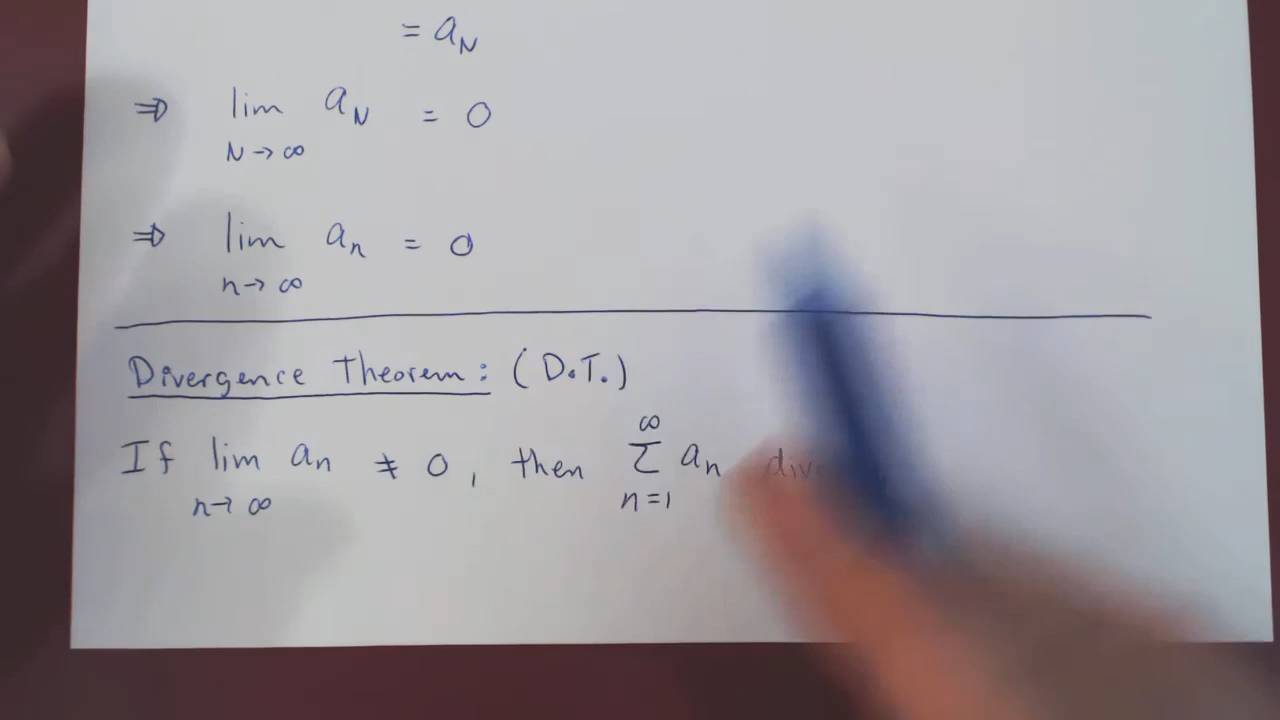 = a_N
⇒ lim a_N = 0
N → ∞
⇒ lim a_n = 0
n → ∞
Divergence Theorem: (D.T.)
If lim a_n ≠ 0, then ∑ a_n
n → ∞ ∞ n=1